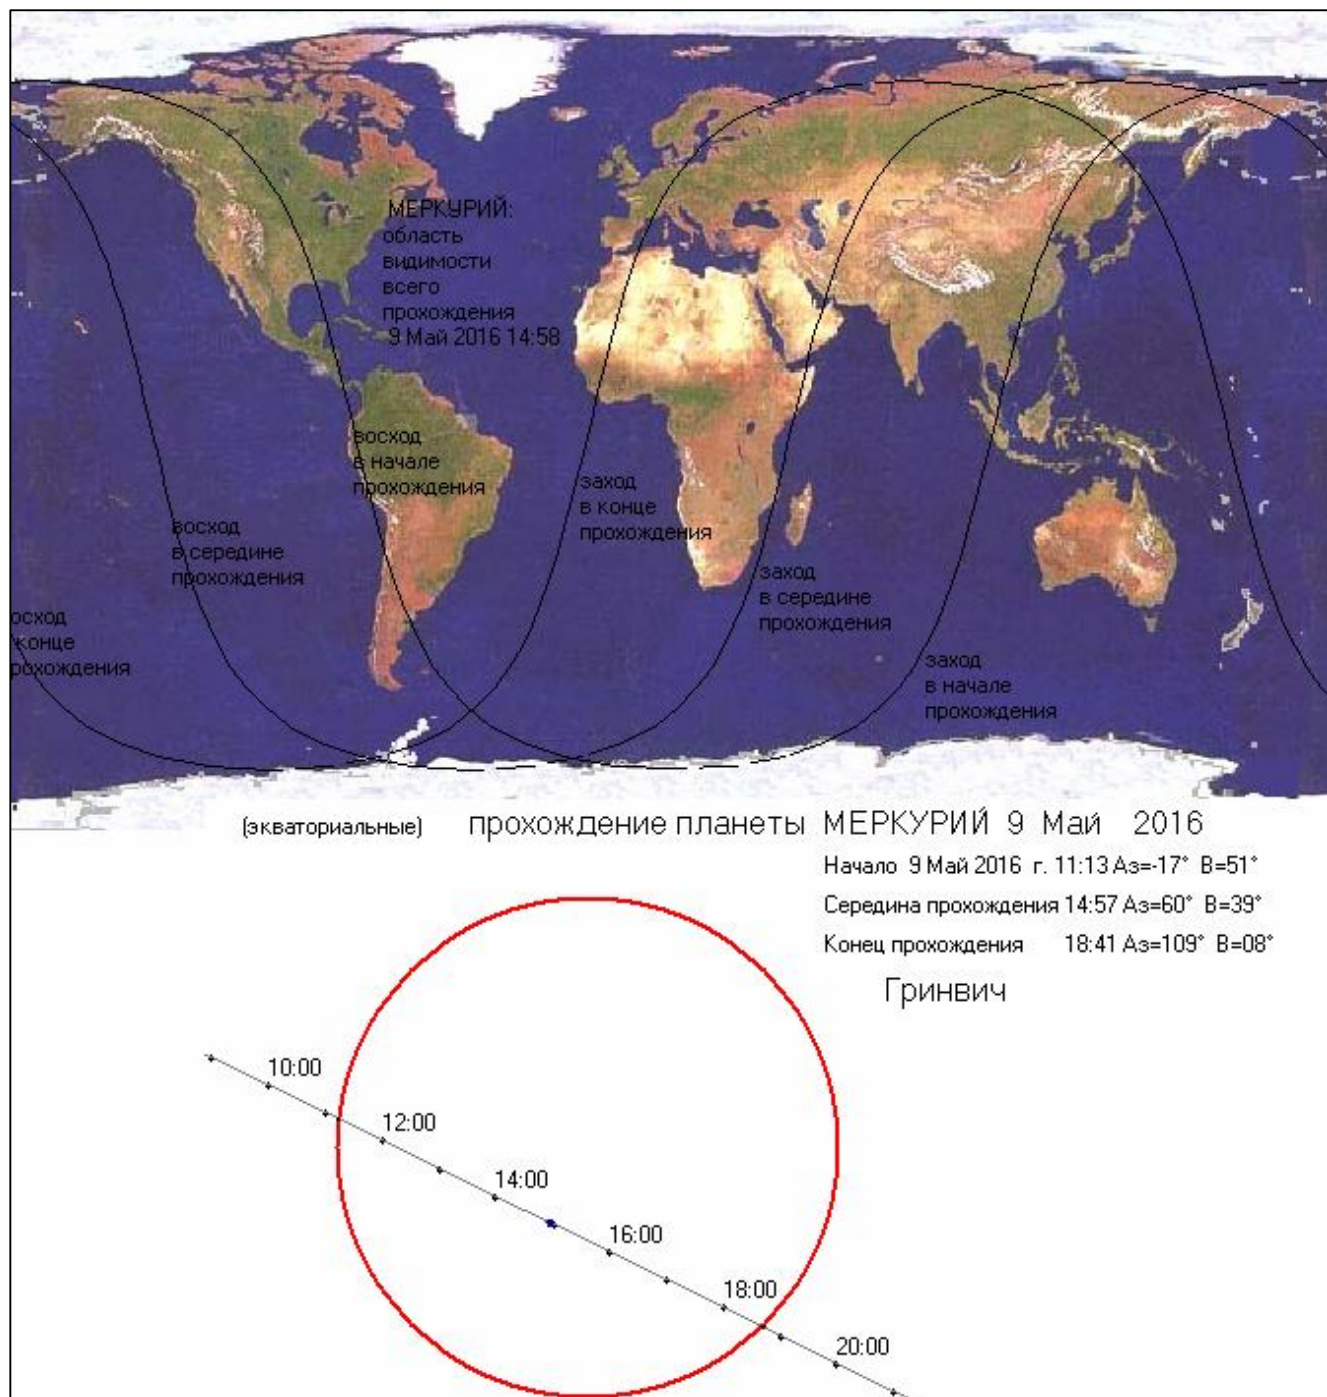 МЕРКУРИЙ:
область
видимости
всего
прохождения
9 Май 2016 14:58
восход
в начале
прохождения
заход
в конце
прохождения
восход
в середине
прохождения
заход
в середине
прохождения
осход
конце
рохождения
заход
в начале
прохождения
(экваториальные) прохождение планеты МЕРКУРИЙ 9 Май 2016
Начало 9 Май 2016 г. 11:13 Аз=-17° В=51°
Середина прохождения 14:57 Аз=60° В=39°
Конец прохождения 18:41 Аз=109° В=08°
Гринвич
10:00
12:00
14:00
16:00
18:00
20:00